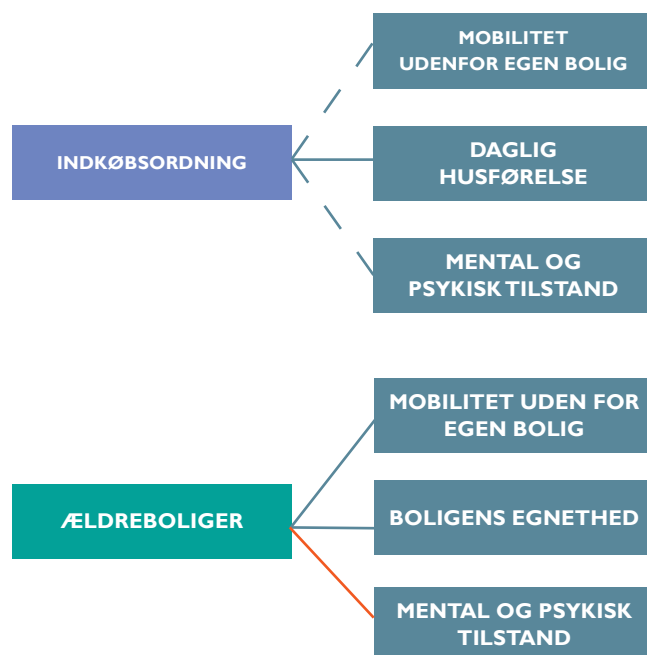 MOBILITET
UDENFOR EGEN BOLIG
INDKØBSORDNING
DAGLIG
HUSFØRELSE
MENTAL OG
PSYKISK TILSTAND
MOBILITET UDEN FOR
EGEN BOLIG
ÆLDREBOLIGER
BOLIGENS EGNETHED
MENTAL OG PSYKISK
TILSTAND